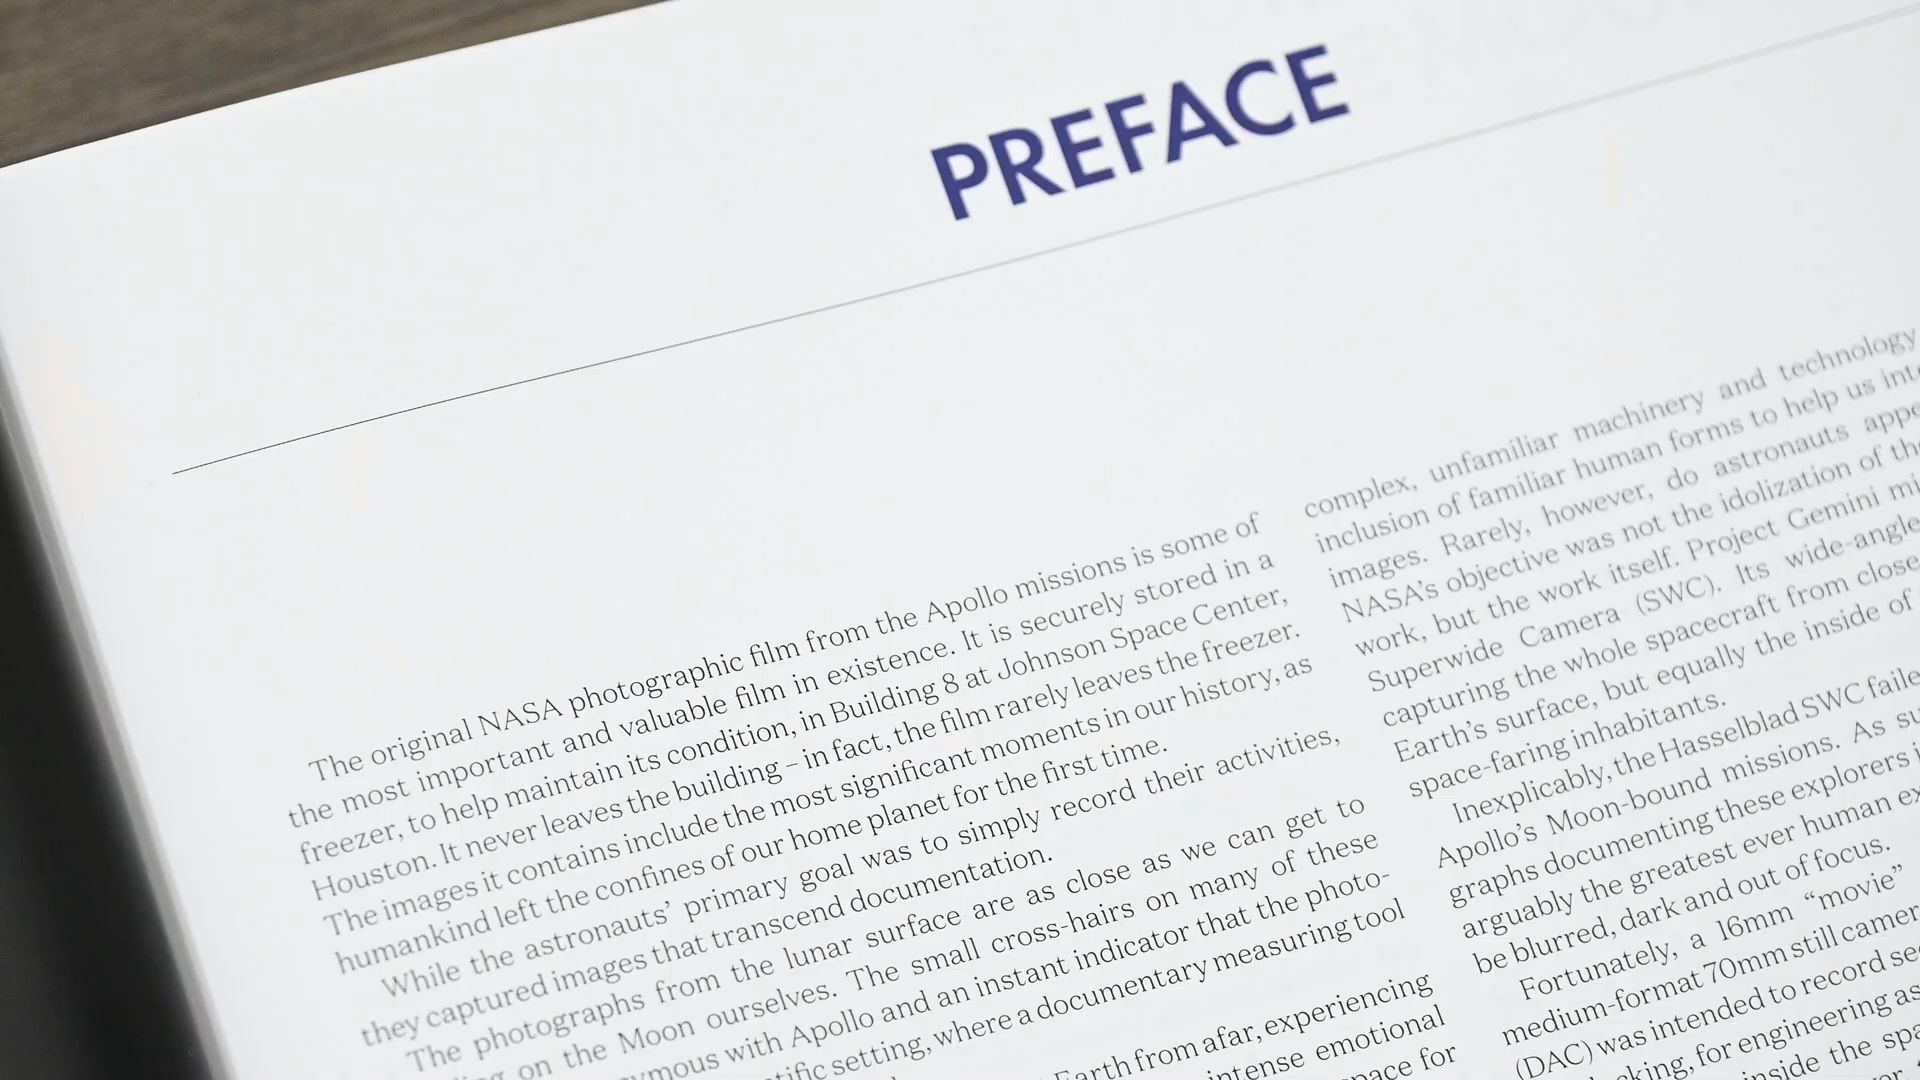 PREFACE
The original NASA photographic film from the Apollo missions is some of
the most important and valuable film in existence. It is securely stored in a
freezer, to help maintain its condition, in Building 8 at Johnson Space Center,
Houston. It never leaves the building – in fact, the film rarely leaves the freezer.
The images it contains include the most significant moments in our history, as
humankind left the confines of our home planet for the first time.
While the astronauts’ primary goal was to simply record their activities,
they captured images that transcend documentation.
The photographs from the lunar surface are as close as we can get to
on the Moon ourselves. The small cross-hairs on many of these
with Apollo and an instant indicator that the photo-
setting, where a documentary measuring tool
Earth from afar, experiencing
intense emotional
for
complex, unfamiliar machinery and technology
inclusion of familiar human forms to help us
images. Rarely, however, do astronauts
NASA’s objective was not the idolization of
work, but the work itself. Project Gemini
Superwide Camera (SWC). Its wide-angle
capturing the whole spacecraft from close
Earth’s surface, but equally the inside of
space-faring inhabitants.
Inexplicably, the Hasselblad SWC
Apollo’s Moon-bound missions. As
graphs documenting these explorers
arguably the greatest ever human
be blurred, dark and out of focus.
Fortunately, a 16mm “movie”
medium-format 70mm still
(DAC) was intended to record
for engineering
inside the